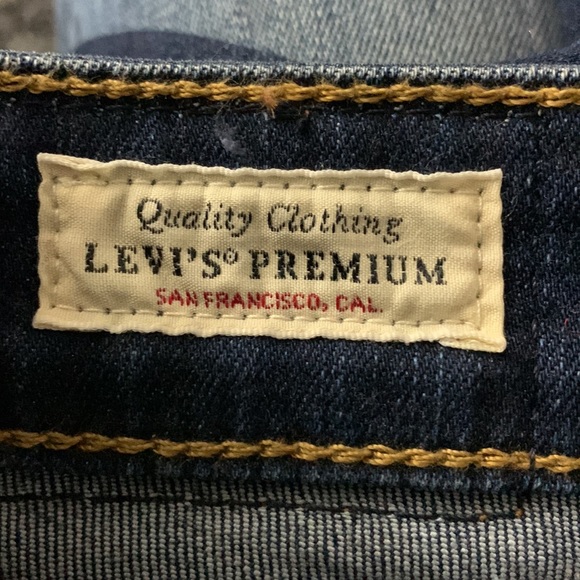 Quality Clothing
LEVI'S® PREMIUM
SAN FRANCISCO, CAL.